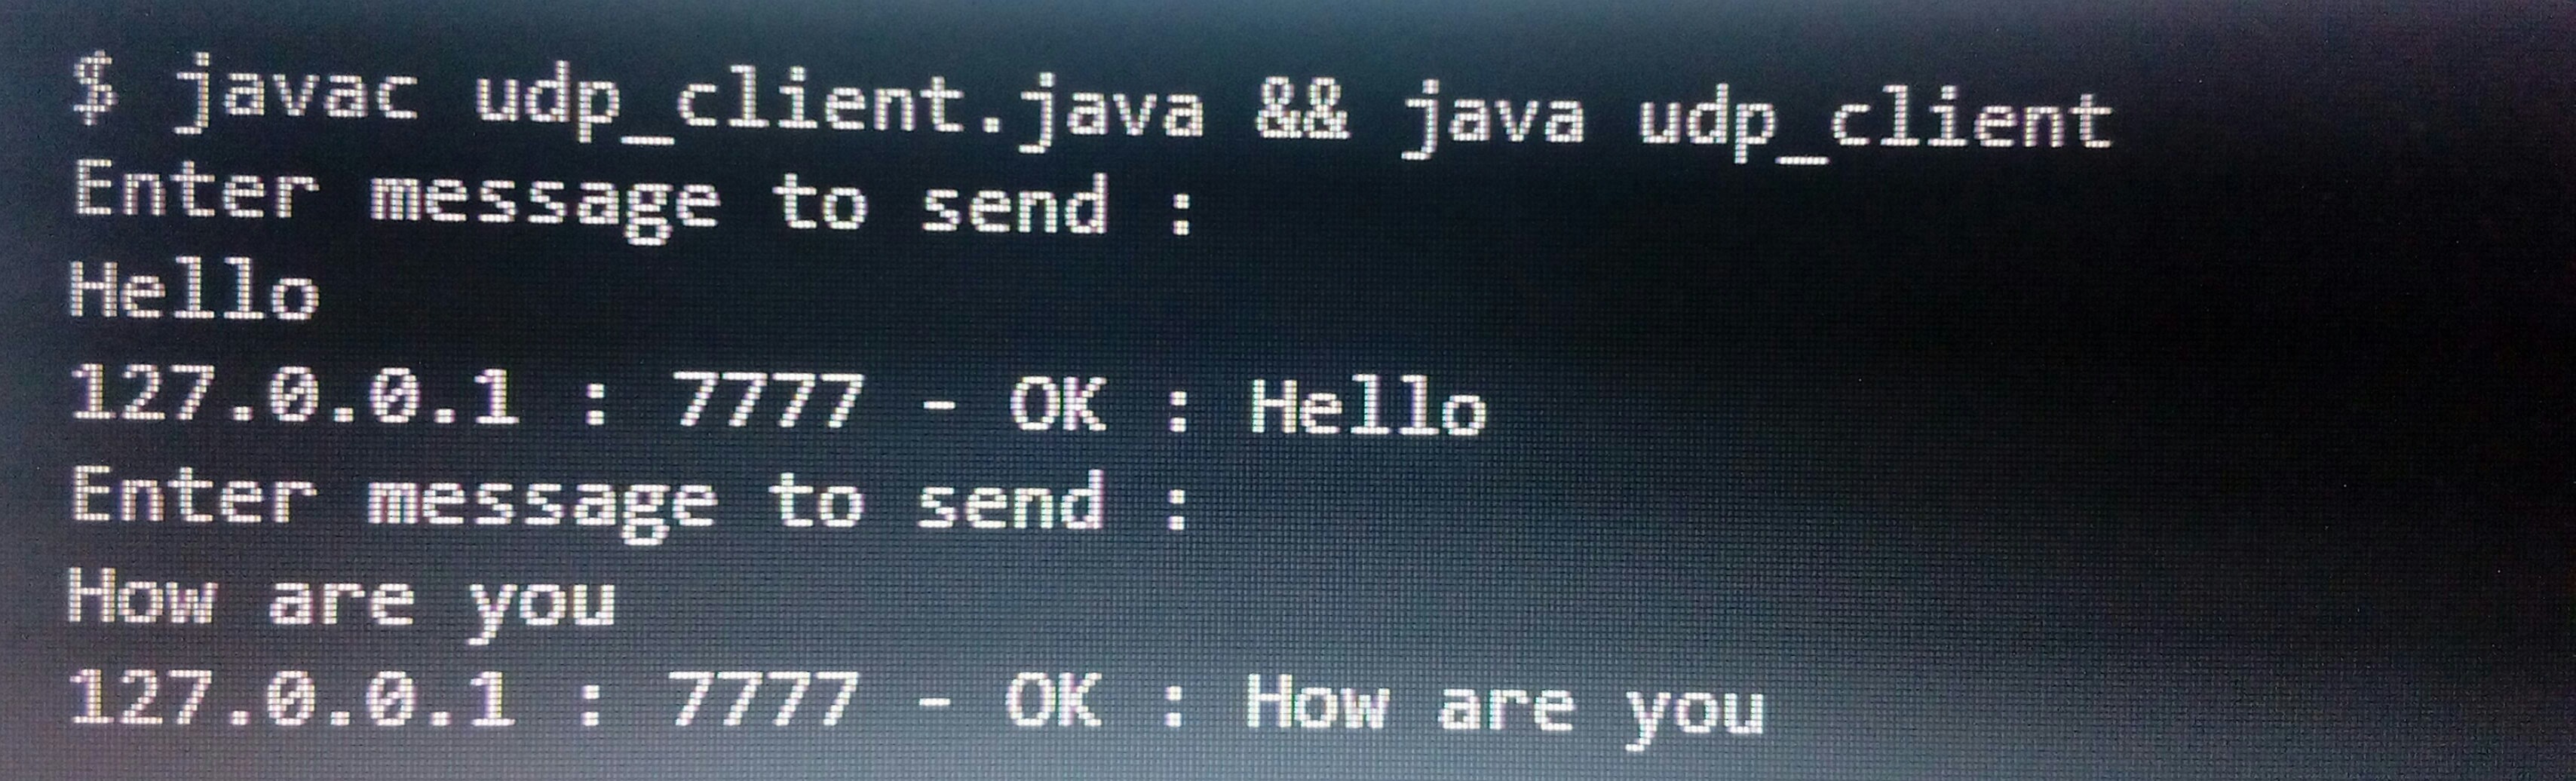 $ javac udp_client.java && java udp_client
Enter message to send :
Hello
127.0.0.1 : 7777 - OK : Hello
Enter message to send :
How are you
127.0.0.1 : 7777 - OK : How are you